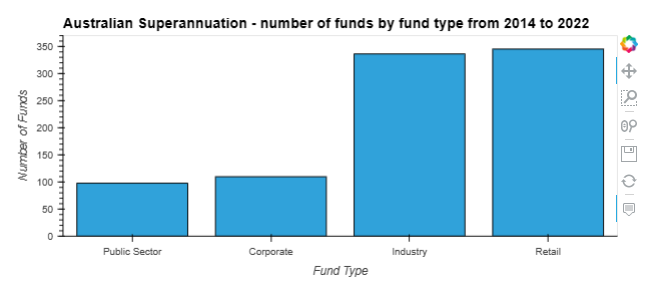 Australian Superannuation - number of funds by fund type from 2014 to 2022
Number of Funds
350
300
250
200
150
100
50
0
Public Sector
Corporate
Industry
Retail
Fund Type